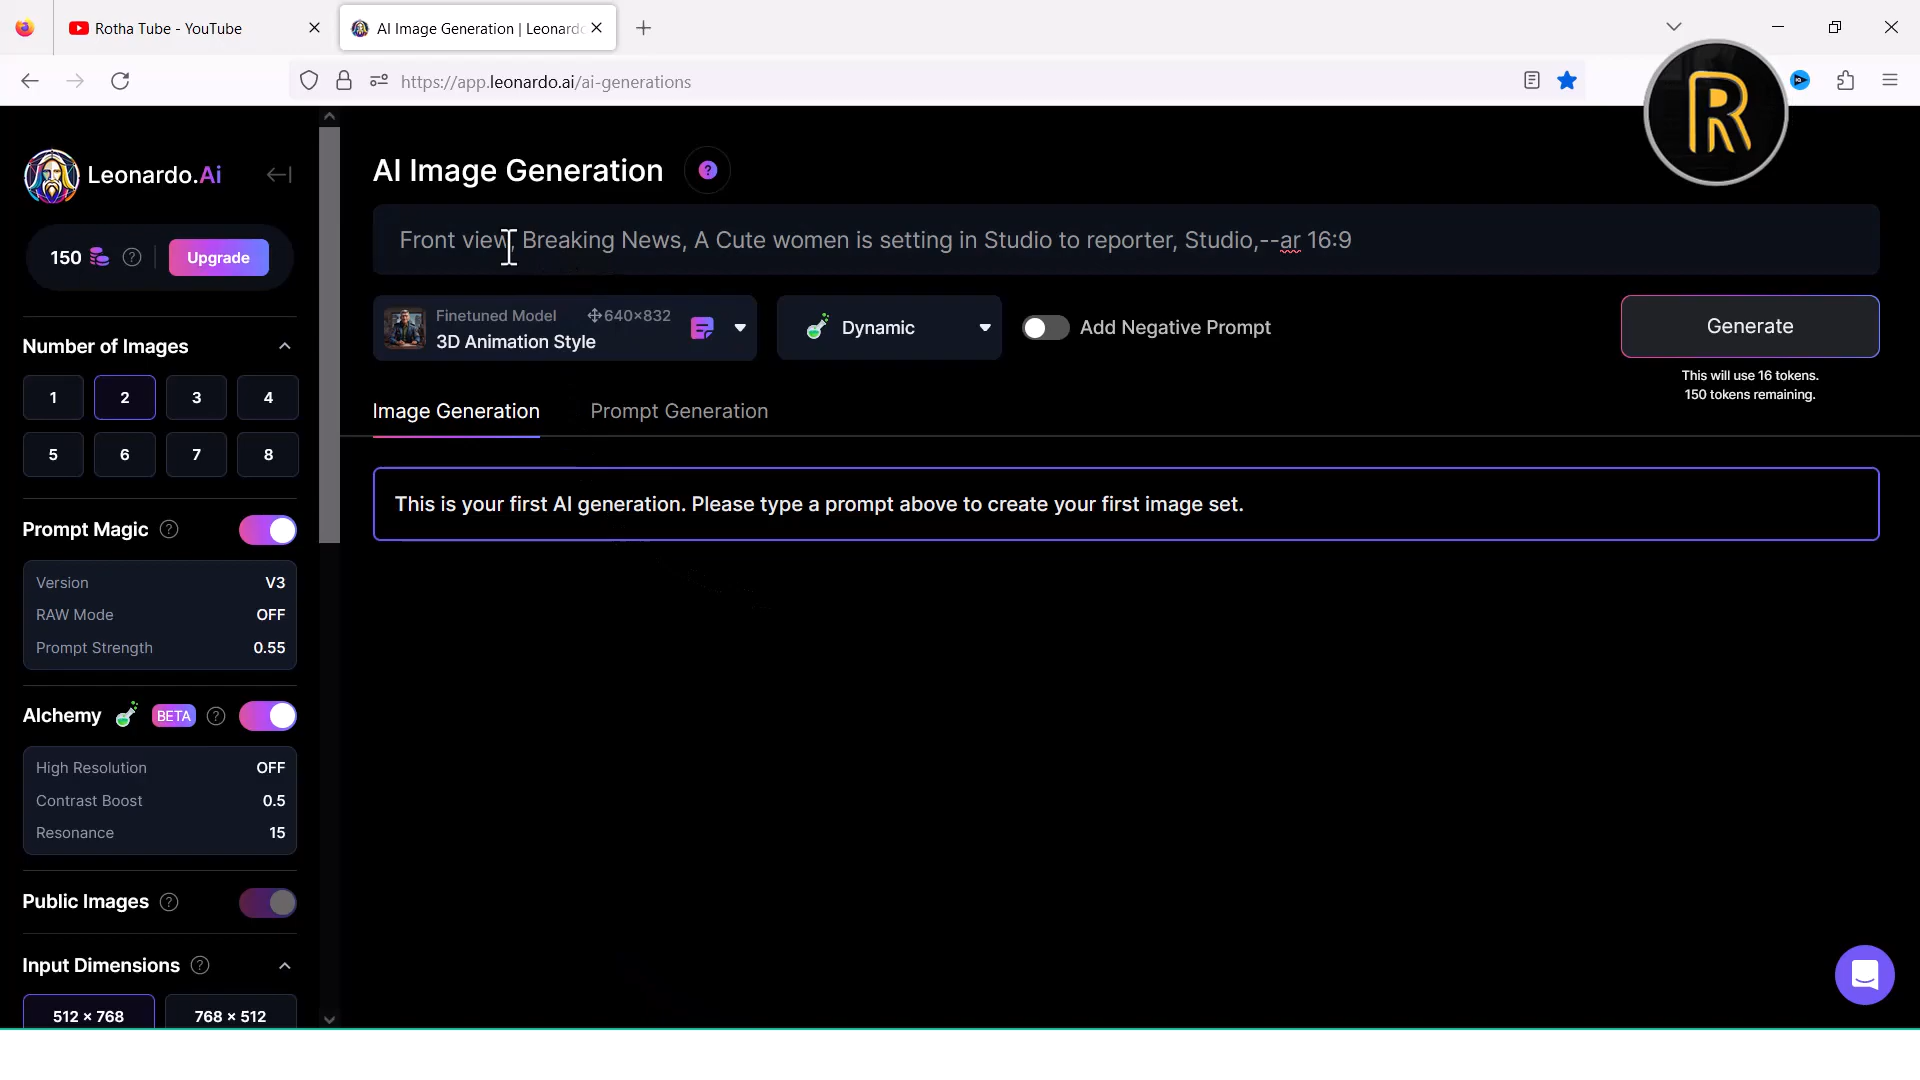 Rotha Tube - YouTube
AI Image Generation | Leonardo
https://app.leonardo.ai/ai-generations
R
Leonardo.Ai
150
Upgrade
Number of Images
1 2 3 4
5 6 7 8
Prompt Magic
Version V3
RAW Mode OFF
Prompt Strength 0.55
Alchemy BETA
High Resolution OFF
Contrast Boost 0.5
Resonance 15
Public Images
Input Dimensions
512 × 768 768 × 512
AI Image Generation ?
Front view, Breaking News, A Cute women is setting in Studio to reporter, Studio,--ar 16:9
Finetuned Model 640×832
3D Animation Style
Dynamic
Add Negative Prompt
Generate
This will use 16 tokens.
150 tokens remaining.
Image Generation Prompt Generation
This is your first AI generation. Please type a prompt above to create your first image set.